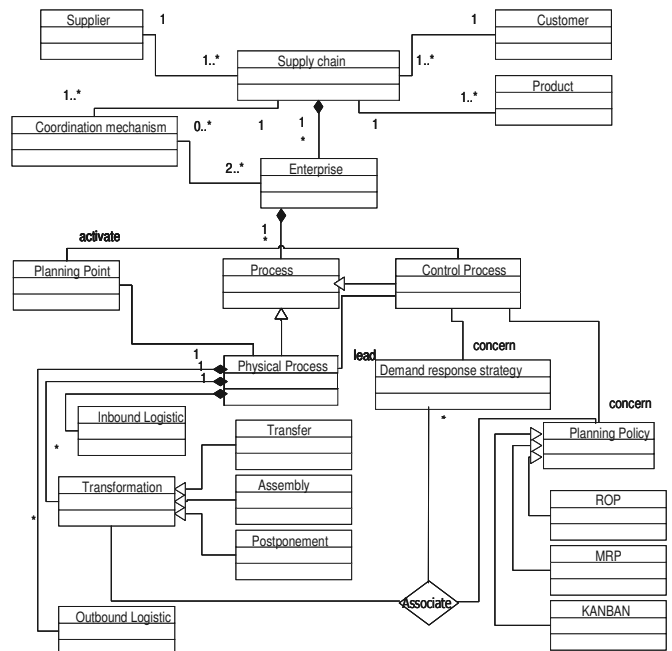 Supplier
1
1
Customer
1..*
Supply chain
1..*
Product
1..*
1..*
Coordination mechanism
0..*
1
1
1
*
2..*
Enterprise
activate
1
*
Planning Point
Process
Control Process
lead
concern
1
1
1
Physical Process
Demand response strategy
concern
*
Inbound Logistic
Transfer
Planning Policy
*
Transformation
Assembly
ROP
*
Postponement
MRP
Associate
KANBAN
Outbound Logistic